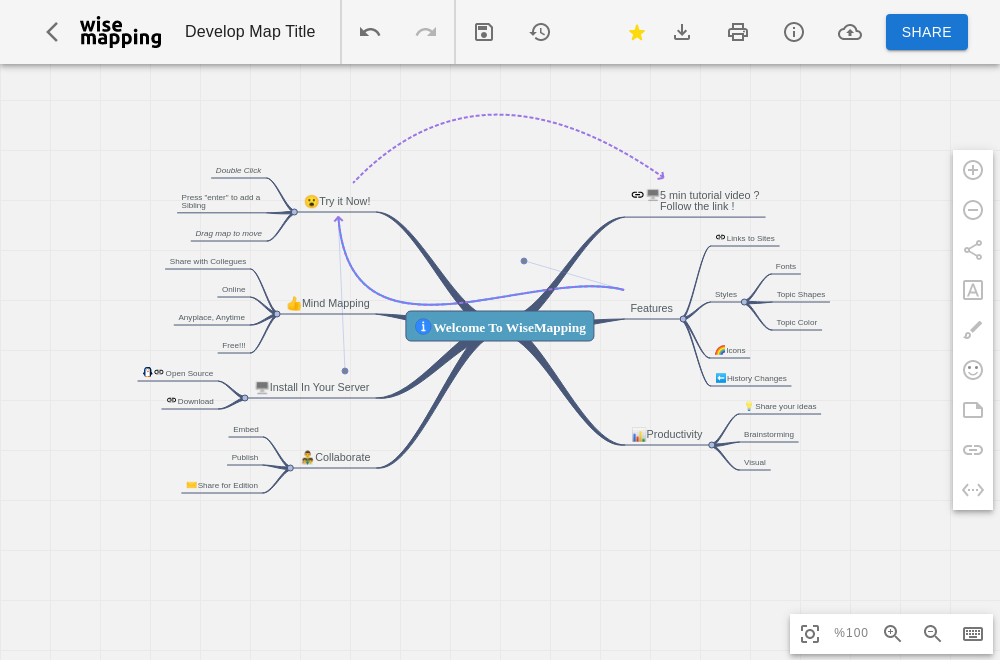 wise
mapping
Develop Map Title
SHARE
Double Click
Press "enter" to add a
Sibling
Drag map to move
😮Try it Now!
5 min tutorial video ?
Follow the link !
Links to Sites
Share with Collegues
Online
Anyplace, Anytime
Free!!!
👍Mind Mapping
Welcome To WiseMapping
Features
Styles
Fonts
Topic Shapes
Topic Color
🌈Icons
History Changes
Open Source
Download
Install In Your Server
Embed
Publish
Share for Edition
Collaborate
Productivity
Share your ideas
Brainstorming
Visual
%100